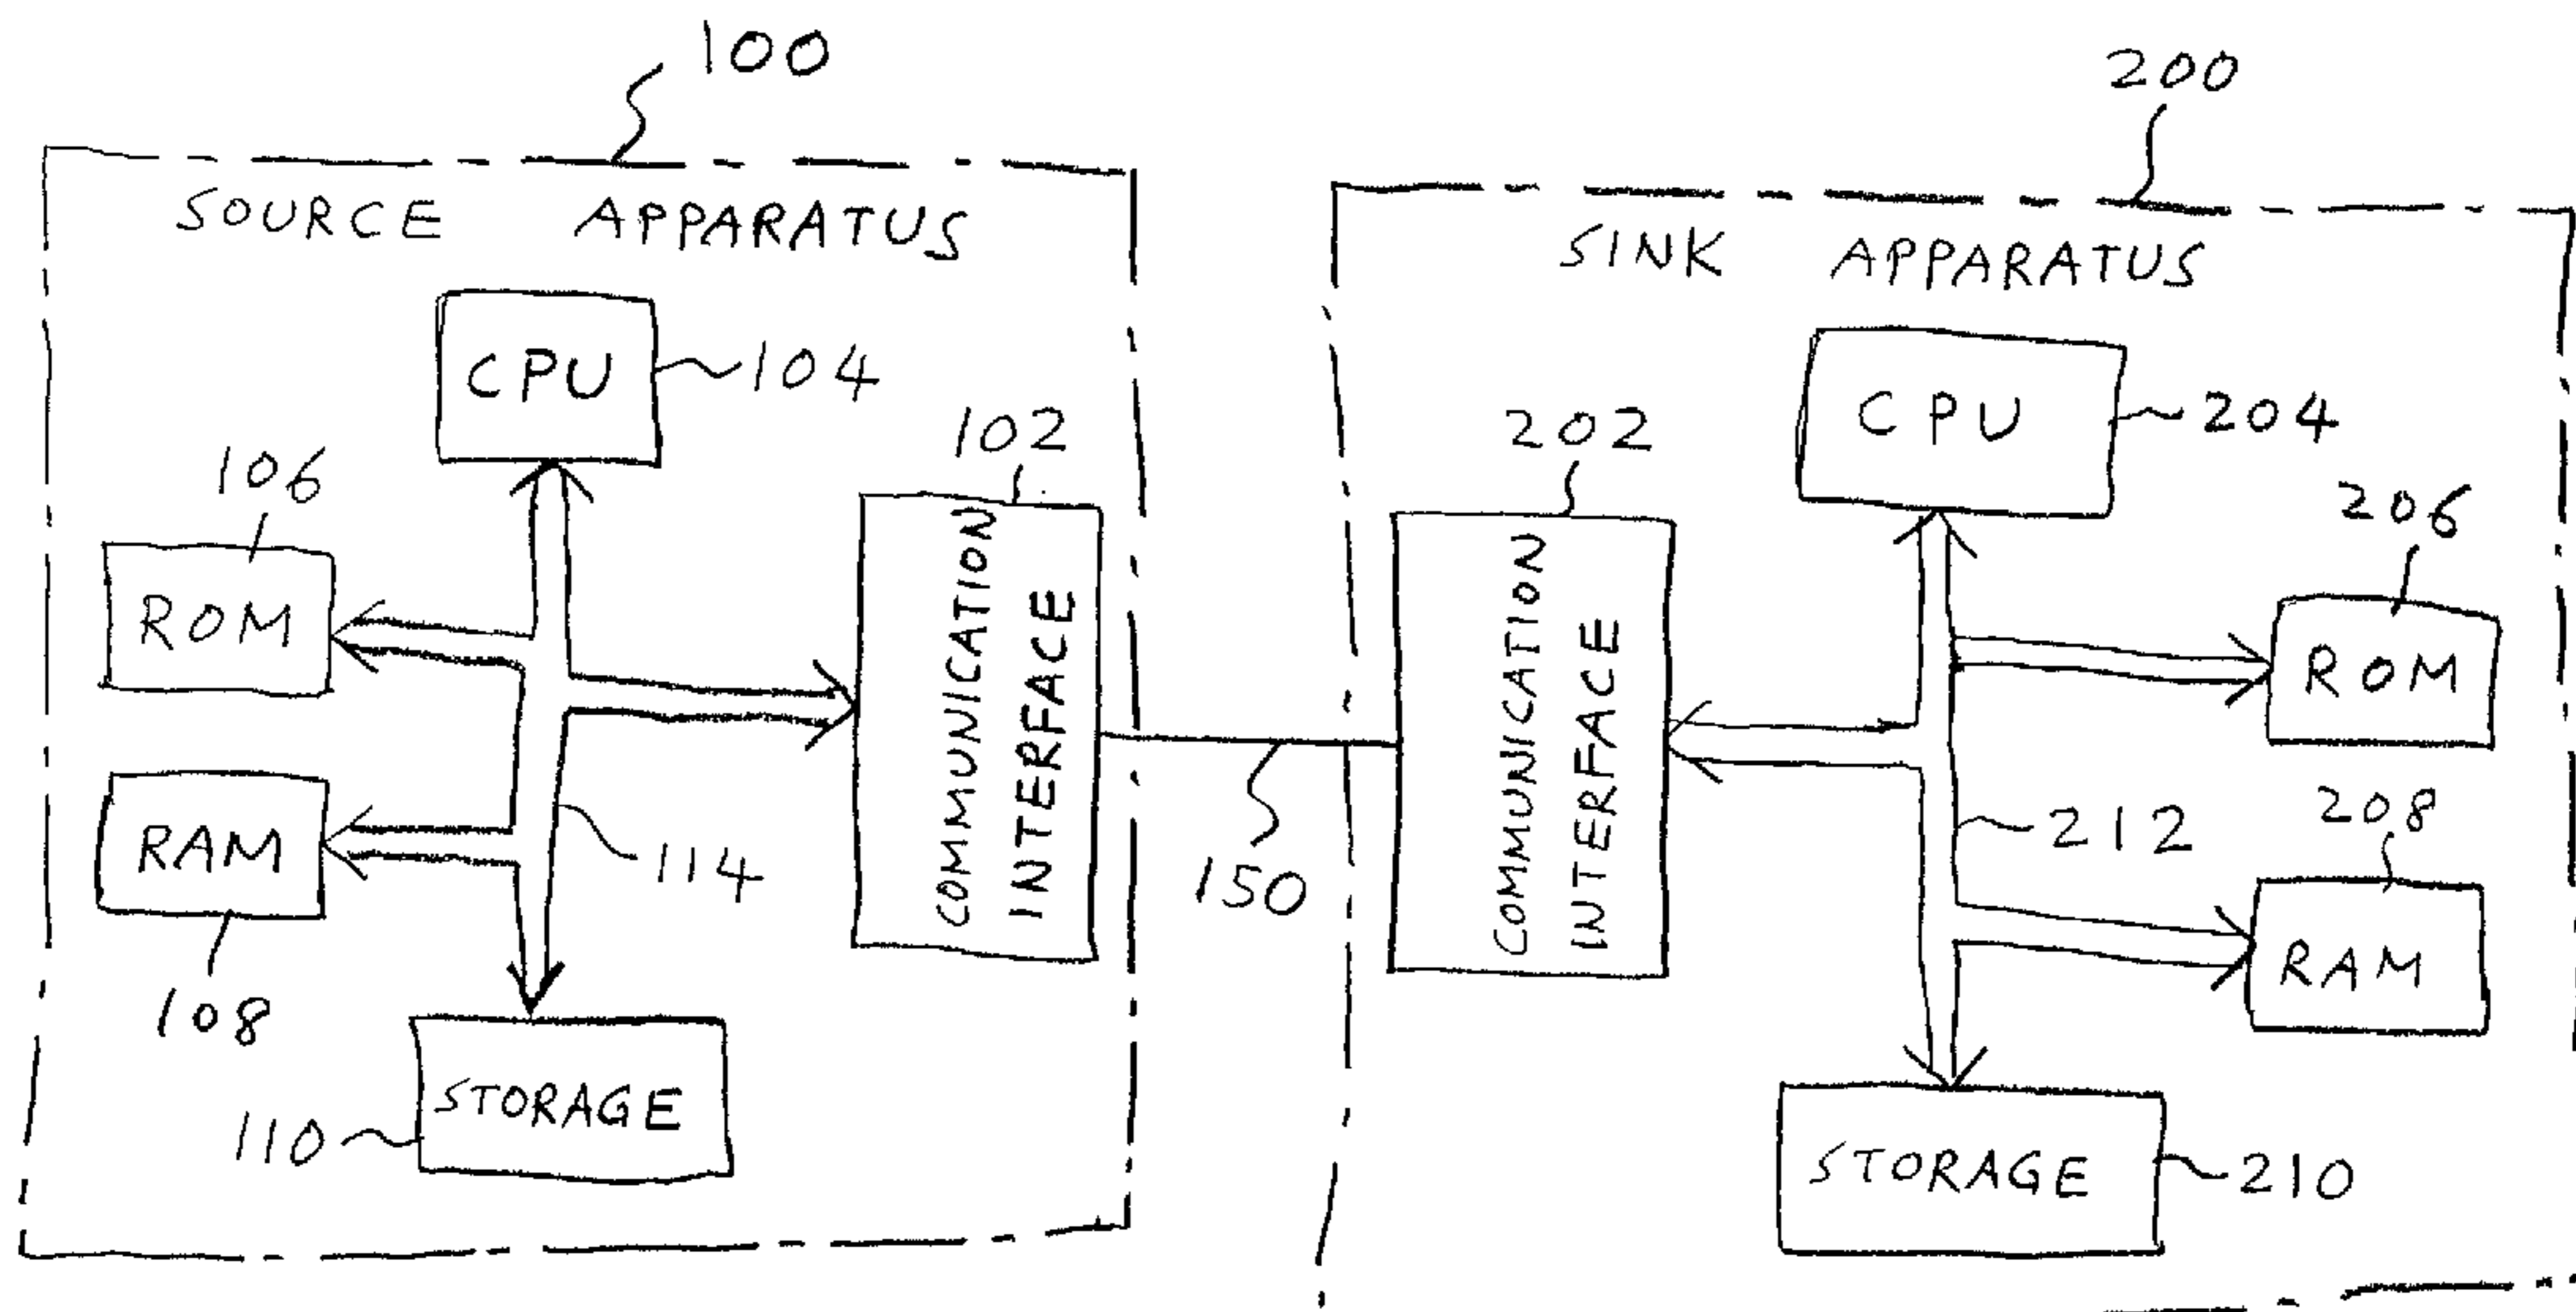 100
SOURCE APPARATUS
CPU
104
106
ROM
102
COMMUNICATION
INTERFACE
RAM
108
114
STORAGE
110
150
200
SINK APPARATUS
CPU
204
202
COMMUNICATION
INTERFACE
206
ROM
212
208
RAM
STORAGE
210